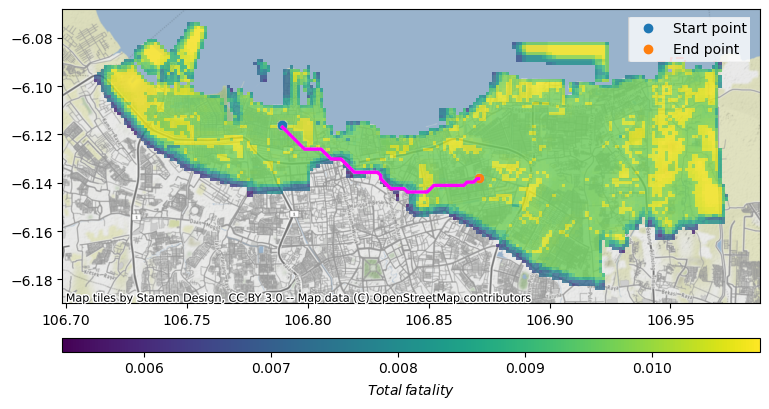 Start point
End point
−6.08
−6.10
−6.12
−6.14
−6.16
−6.18
1
1
Map tiles by Stamen Design, CC BY 3.0 -- Map data (C) OpenStreetMap contributors
106.70 106.75 106.80 106.85 106.90 106.95
0.006 0.007 0.008 0.009 0.010
Total fatality